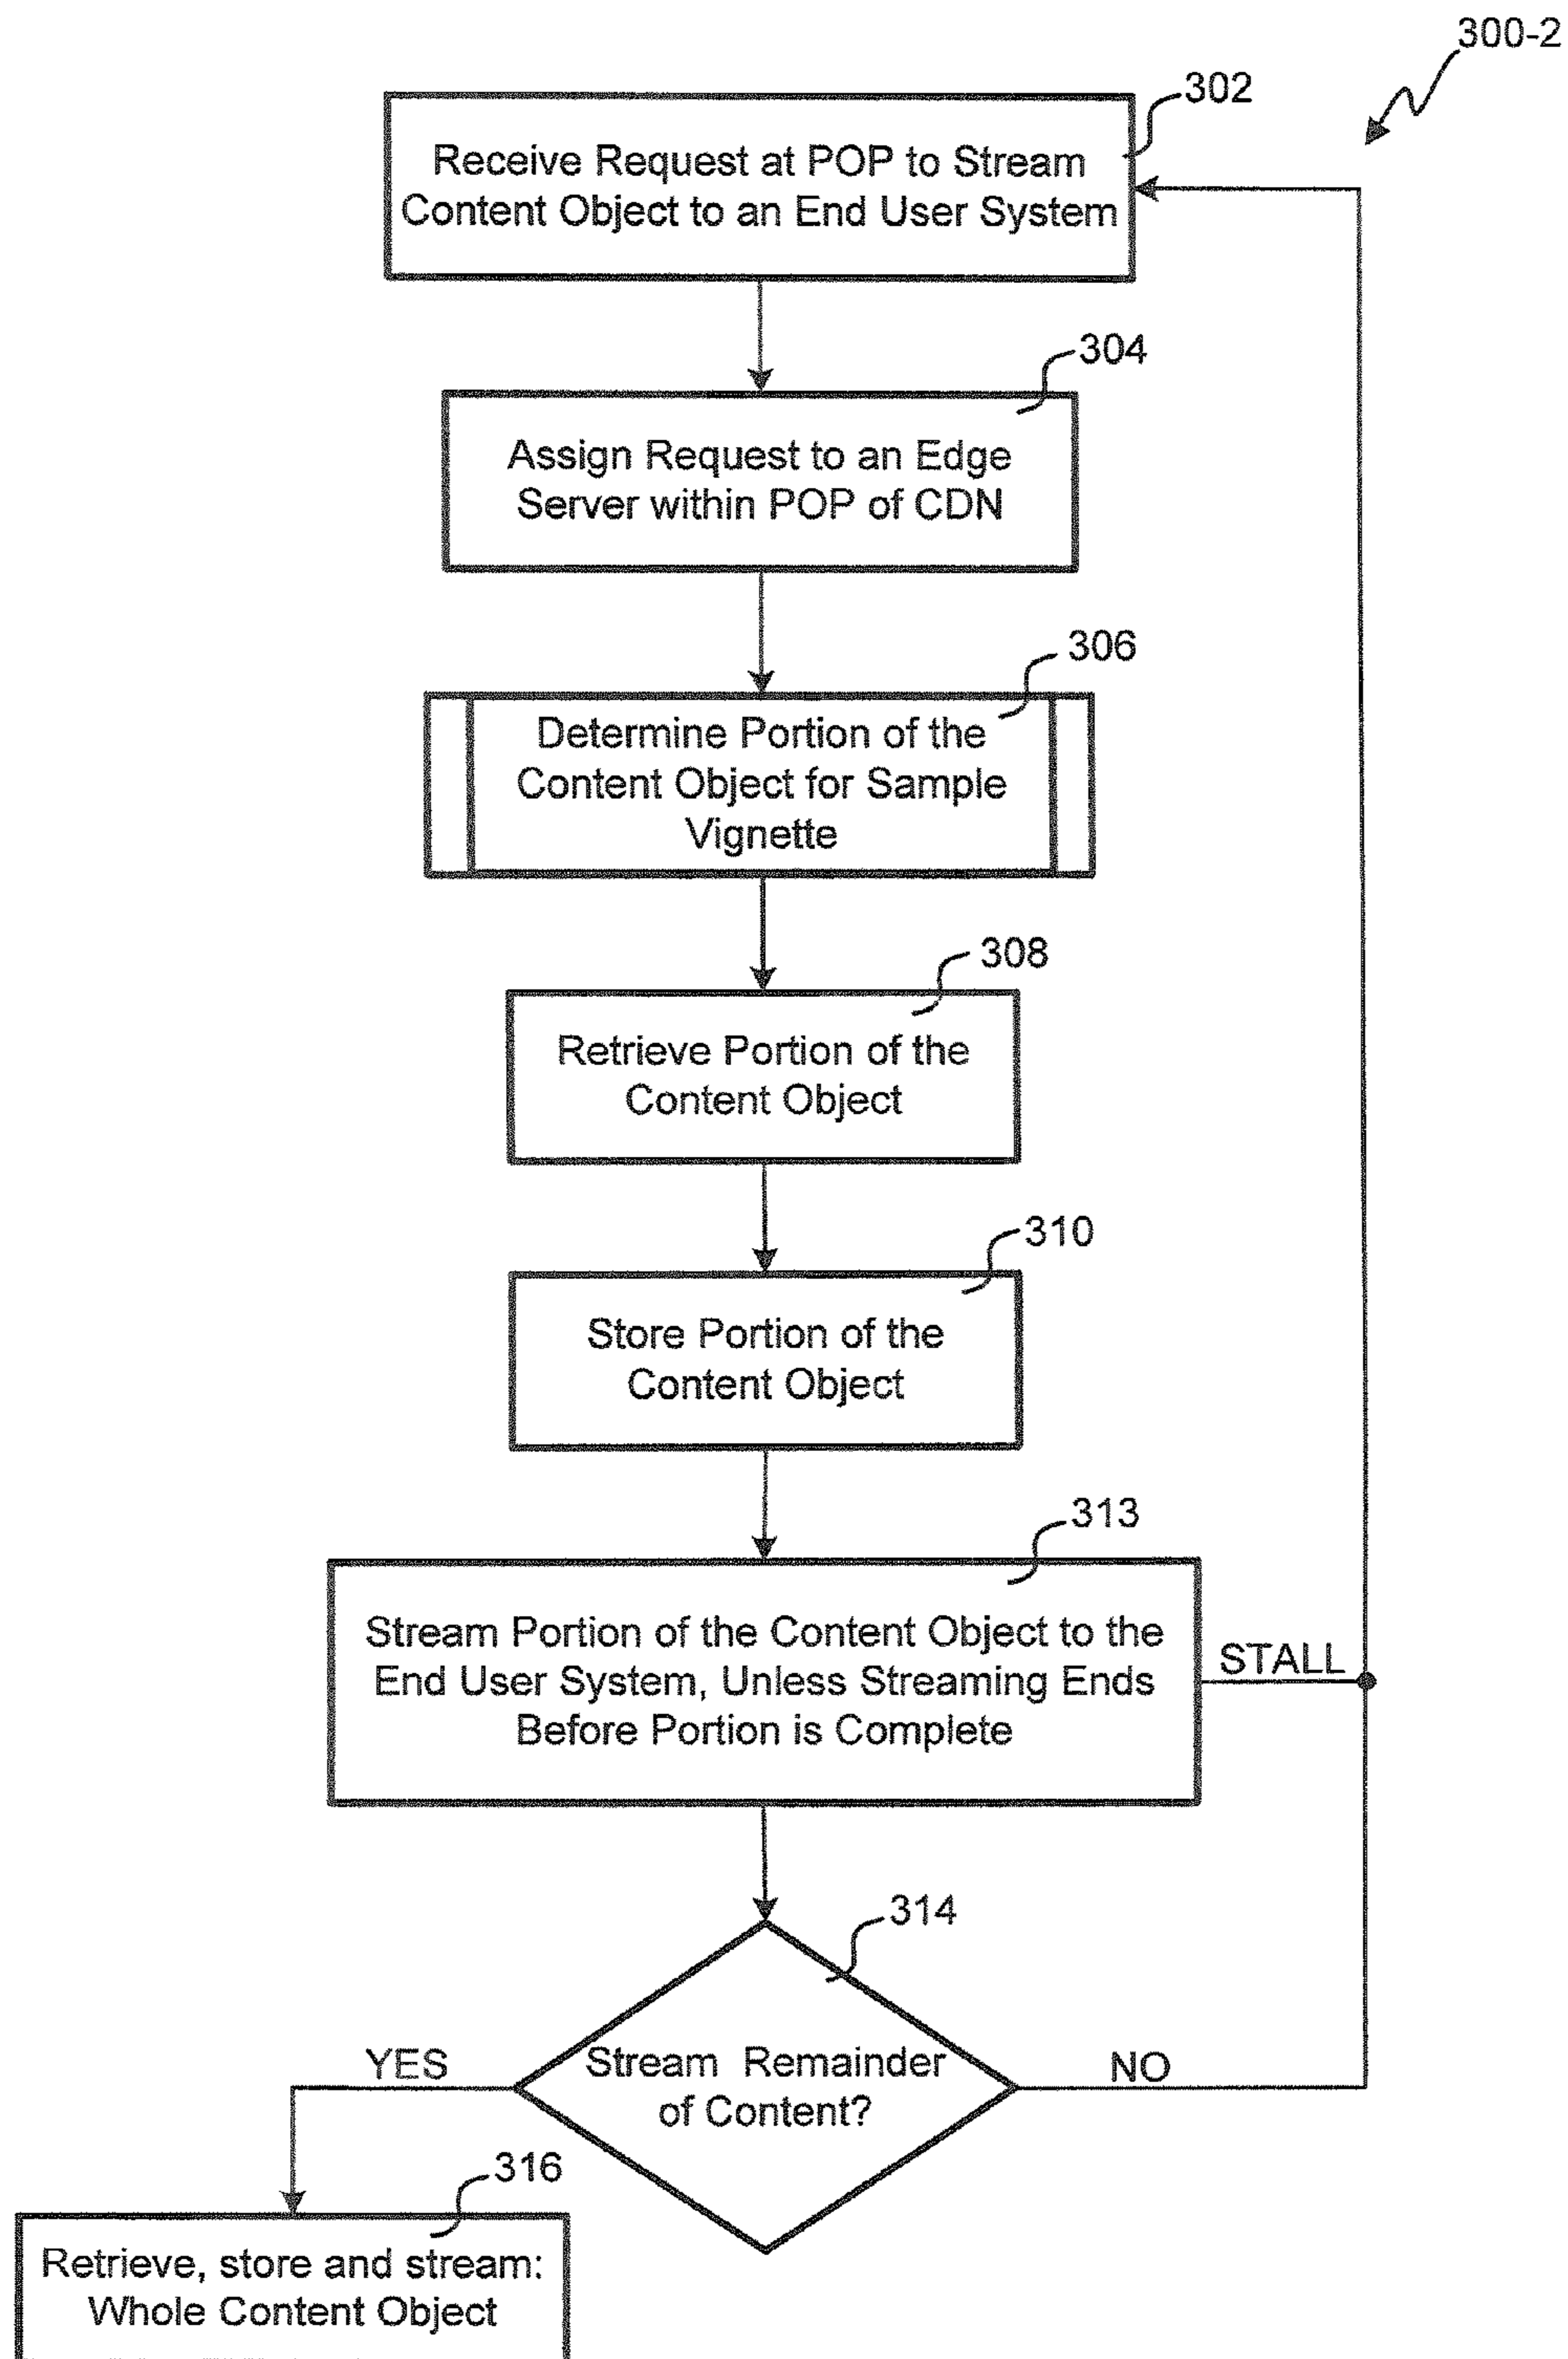 300-2
302
Receive Request at POP to Stream
Content Object to an End User System
304
Assign Request to an Edge
Server within POP of CDN
306
Determine Portion of the
Content Object for Sample
Vignette
308
Retrieve Portion of the
Content Object
310
Store Portion of the
Content Object
313
Stream Portion of the Content Object to the
End User System, Unless Streaming Ends
Before Portion is Complete
STALL
314
Stream Remainder
of Content?
YES
NO
316
Retrieve, store and stream:
Whole Content Object